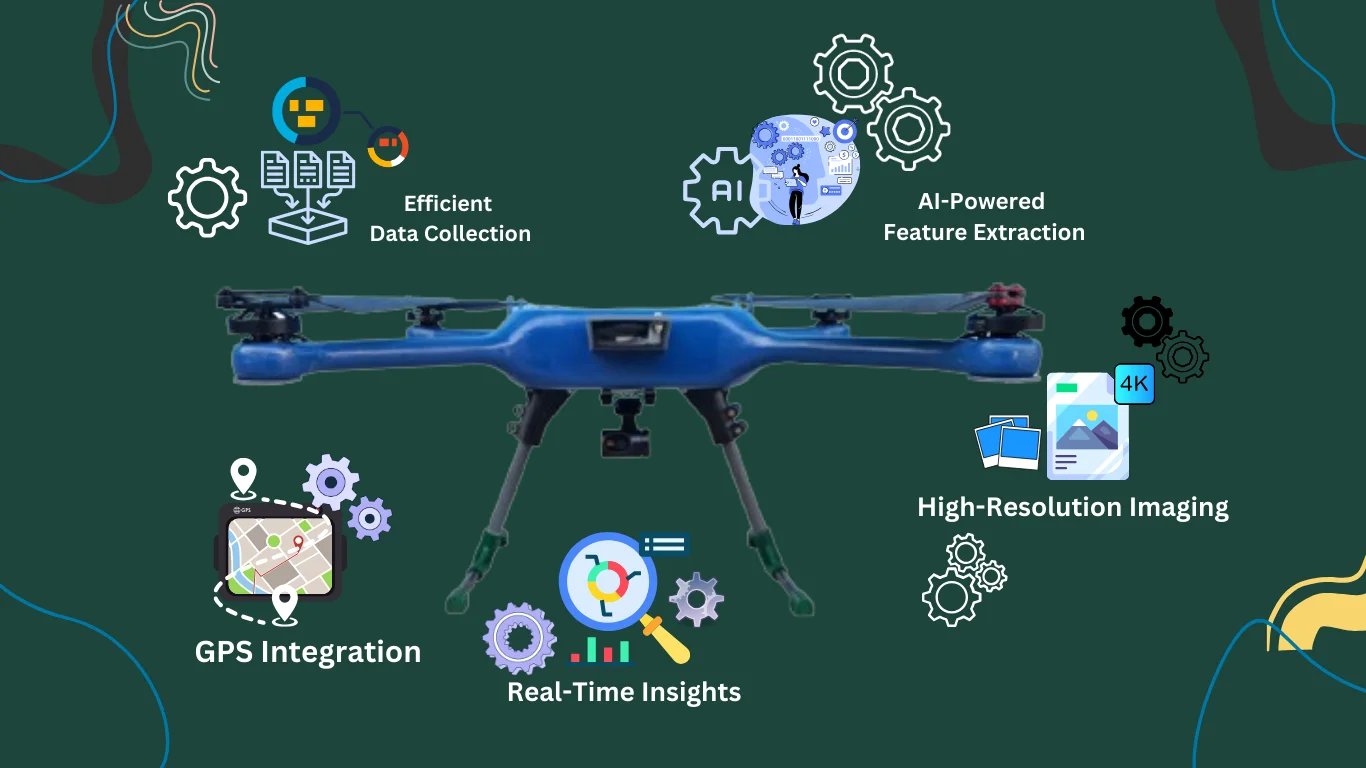 Efficient
Data Collection
AI-Powered
Feature Extraction
AI
4K
High-Resolution Imaging
GPS
GPS Integration
Real-Time Insights